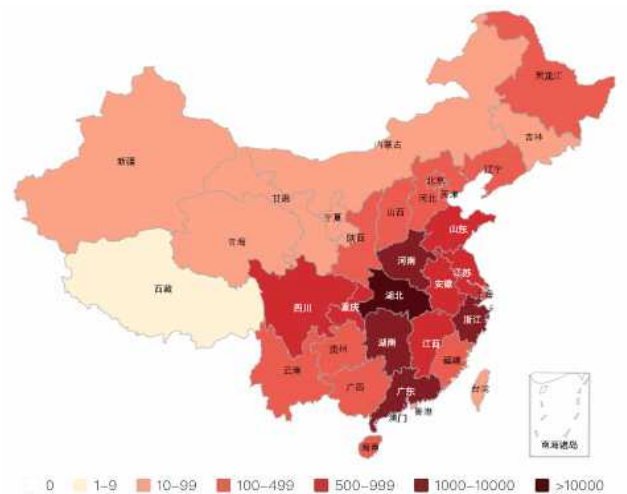 黑龙江
吉林
内蒙古
新疆
辽宁
北京
甘肃
河北
天津
宁夏
山西
青海
陕西
山东
河南
江苏
西藏
安徽
湖北
上海
四川
重庆
浙江
湖南
江西
贵州
福建
云南
台湾
广西
广东
香港
澳门
海南
南海诸岛
0 1-9 10-99 100-499 500-999 1000-10000 >10000